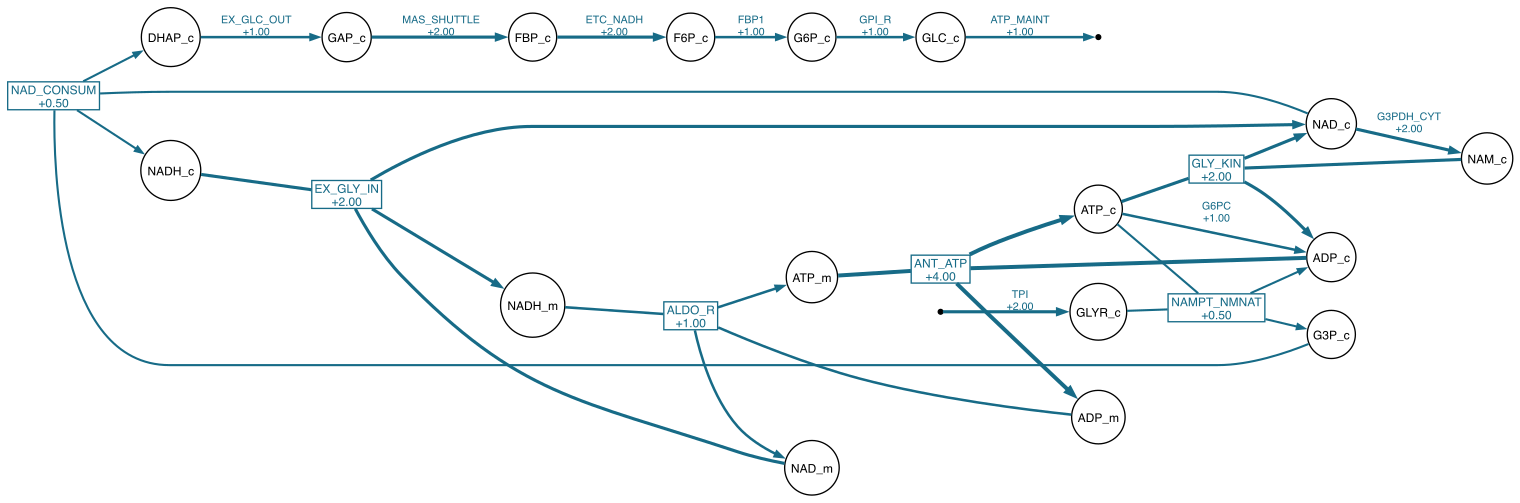 EX_GLC_OUT
+1.00
MAS_SHUTTLE
+2.00
ETC_NADH
+2.00
FBP1
+1.00
GPI_R
+1.00
ATP_MAINT
+1.00
DHAP_c
GAP_c
FBP_c
F6P_c
G6P_c
GLC_c
NAD_CONSUM
+0.50
NAD_c
G3PDH_CYT
+2.00
NAM_c
NADH_c
EX_GLY_IN
+2.00
GLY_KIN
+2.00
ATP_c
G6PC
+1.00
ADP_c
ANT_ATP
+4.00
ATP_m
NADH_m
ALDO_R
+1.00
TPI
+2.00
GLYR_c
NAMPT_NMNAT
+0.50
G3P_c
ADP_m
NAD_m